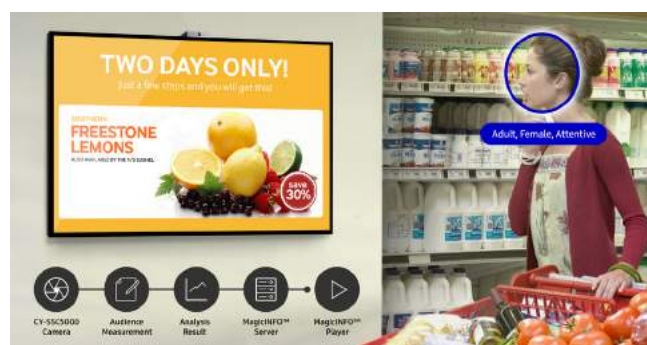 TWO DAYS ONLY!
Just a few steps and you will get this!
FREESTONE
LEMONS
save
30%
Adult, Female, Attentive
CY-SSC5000
Camera
Audience
Measurement
Analysis
Result
MagicINFO™
Server
MagicINFO™
Player